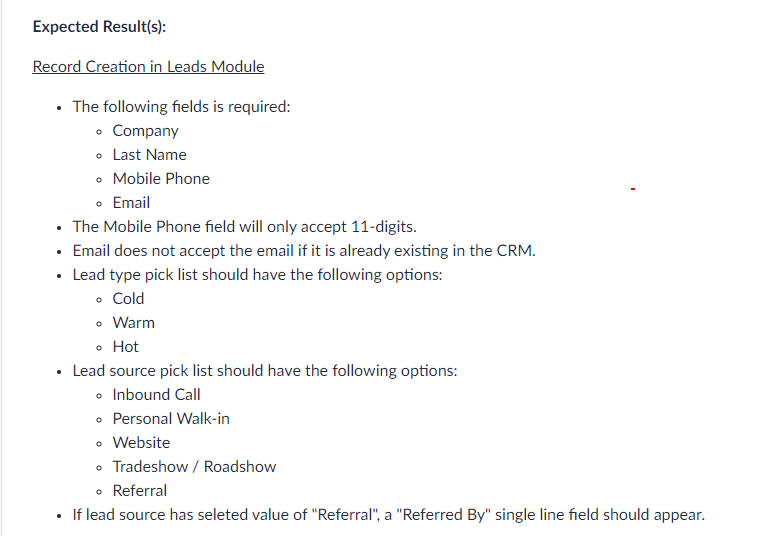 Expected Result(s):
Record Creation in Leads Module
The following fields is required:
Company
Last Name
Mobile Phone
Email
The Mobile Phone field will only accept 11-digits.
Email does not accept the email if it is already existing in the CRM.
Lead type pick list should have the following options:
Cold
Warm
Hot
Lead source pick list should have the following options:
Inbound Call
Personal Walk-in
Website
Tradeshow / Roadshow
Referral
If lead source has seleted value of "Referral", a "Referred By" single line field should appear.